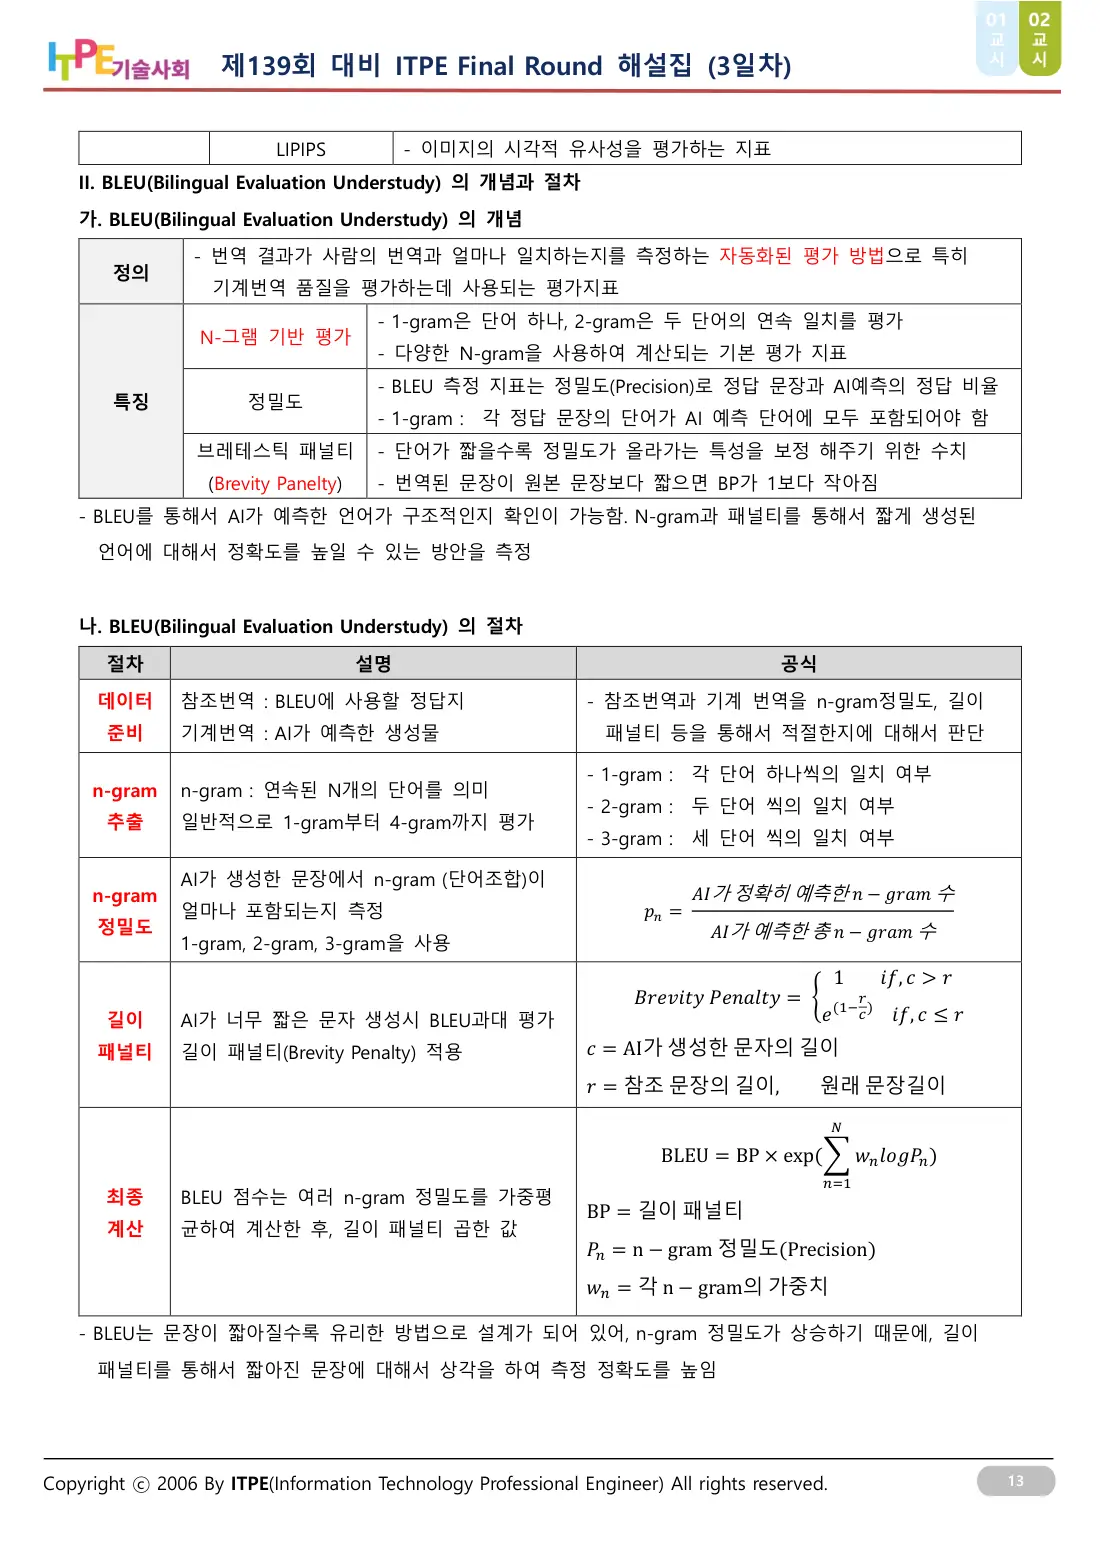 01
교
시
02
교
시
ITPE기술사회 제139회 대비 ITPE Final Round 해설집 (3일차)
LIPIPS - 이미지의 시각적 유사성을 평가하는 지표
II. BLEU(Bilingual Evaluation Understudy) 의 개념과 절차
가. BLEU(Bilingual Evaluation Understudy) 의 개념
정의
- 번역 결과가 사람의 번역과 얼마나 일치하는지를 측정하는 자동화된 평가 방법으로 특히
기계번역 품질을 평가하는데 사용되는 평가지표
특징
N-그램 기반 평가
- 1-gram은 단어 하나, 2-gram은 두 단어의 연속 일치를 평가
- 다양한 N-gram을 사용하여 계산되는 기본 평가 지표
정밀도
- BLEU 측정 지표는 정밀도(Precision)로 정답 문장과 AI예측의 정답 비율
- 1-gram : 각 정답 문장의 단어가 AI 예측 단어에 모두 포함되어야 함
브레테스틱 패널티
(Brevity Panelty)
- 단어가 짧을수록 정밀도가 올라가는 특성을 보정 해주기 위한 수치
- 번역된 문장이 원본 문장보다 짧으면 BP가 1보다 작아짐
- BLEU를 통해서 AI가 예측한 언어가 구조적인지 확인이 가능함. N-gram과 패널티를 통해서 짧게 생성된
언어에 대해서 정확도를 높일 수 있는 방안을 측정
나. BLEU(Bilingual Evaluation Understudy) 의 절차
절차 설명 공식
데이터
준비
참조번역 : BLEU에 사용할 정답지
기계번역 : AI가 예측한 생성물
- 참조번역과 기계 번역을 n-gram정밀도, 길이
패널티 등을 통해서 적절한지에 대해서 판단
n-gram
추출
n-gram : 연속된 N개의 단어를 의미
일반적으로 1-gram부터 4-gram까지 평가
- 1-gram : 각 단어 하나씩의 일치 여부
- 2-gram : 두 단어 씩의 일치 여부
- 3-gram : 세 단어 씩의 일치 여부
n-gram
정밀도
AI가 생성한 문장에서 n-gram (단어조합)이
얼마나 포함되는지 측정
1-gram, 2-gram, 3-gram을 사용
pₙ = AI가 정확히 예측한 n − gram 수 / AI가 예측한 총 n − gram 수
길이
패널티
AI가 너무 짧은 문자 생성시 BLEU과대 평가
길이 패널티(Brevity Penalty) 적용
Brevity Penalty = { 1 if, c > r
e^(1−r/c) if, c ≤ r
c = AI가 생성한 문자의 길이
r = 참조 문장의 길이, 원래 문장길이
최종
계산
BLEU 점수는 여러 n-gram 정밀도를 가중평
균하여 계산한 후, 길이 패널티 곱한 값
BLEU = BP × exp(∑ₙ₌₁ᴺ wₙlogPₙ)
BP = 길이 패널티
Pₙ = n − gram 정밀도(Precision)
wₙ = 각 n − gram의 가중치
- BLEU는 문장이 짧아질수록 유리한 방법으로 설계가 되어 있어, n-gram 정밀도가 상승하기 때문에, 길이
패널티를 통해서 짧아진 문장에 대해서 상각을 하여 측정 정확도를 높임
Copyright ⓒ 2006 By ITPE(Information Technology Professional Engineer) All rights reserved.
13